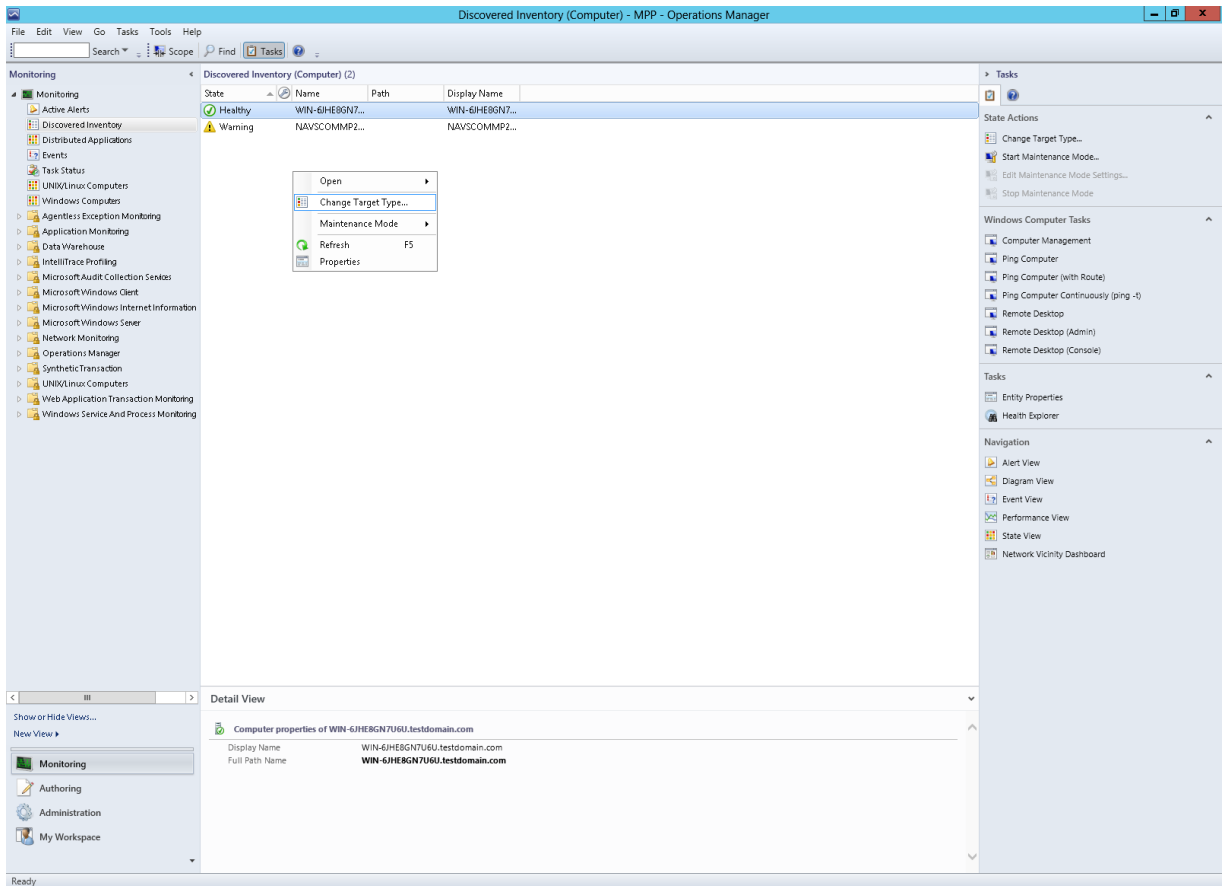 Discovered Inventory (Computer) - MPP - Operations Manager
File Edit View Go Tasks Tools Help
Search Scope Find Tasks
Monitoring
Monitoring
Active Alerts
Discovered Inventory
Distributed Applications
Events
Task Status
UNIX/Linux Computers
Windows Computers
Agentless Exception Monitoring
Application Monitoring
Data Warehouse
IntelliTrace Profiling
Microsoft Audit Collection Services
Microsoft Windows Client
Microsoft Windows Internet Information
Microsoft Windows Server
Network Monitoring
Operations Manager
Synthetic Transaction
UNIX/Linux Computers
Web Application Transaction Monitoring
Windows Service And Process Monitoring
Show or Hide Views...
New View
Monitoring
Authoring
Administration
My Workspace
Discovered Inventory (Computer) (2)
State Name Path Display Name
Healthy WIN-6JHE8GN7... WIN-6JHE8GN7...
Warning NAVSCOMMP2... NAVSCOMMP2...
Open
Change Target Type...
Maintenance Mode
Refresh F5
Properties
Detail View
Computer properties of WIN-6JHE8GN7U6U.testdomain.com
Display Name WIN-6JHE8GN7U6U.testdomain.com
Full Path Name WIN-6JHE8GN7U6U.testdomain.com
Tasks
State Actions
Change Target Type...
Start Maintenance Mode...
Edit Maintenance Mode Settings...
Stop Maintenance Mode
Windows Computer Tasks
Computer Management
Ping Computer
Ping Computer (with Route)
Ping Computer Continuously (ping -t)
Remote Desktop
Remote Desktop (Admin)
Remote Desktop (Console)
Tasks
Entity Properties
Health Explorer
Navigation
Alert View
Diagram View
Event View
Performance View
State View
Network Vicinity Dashboard
Ready